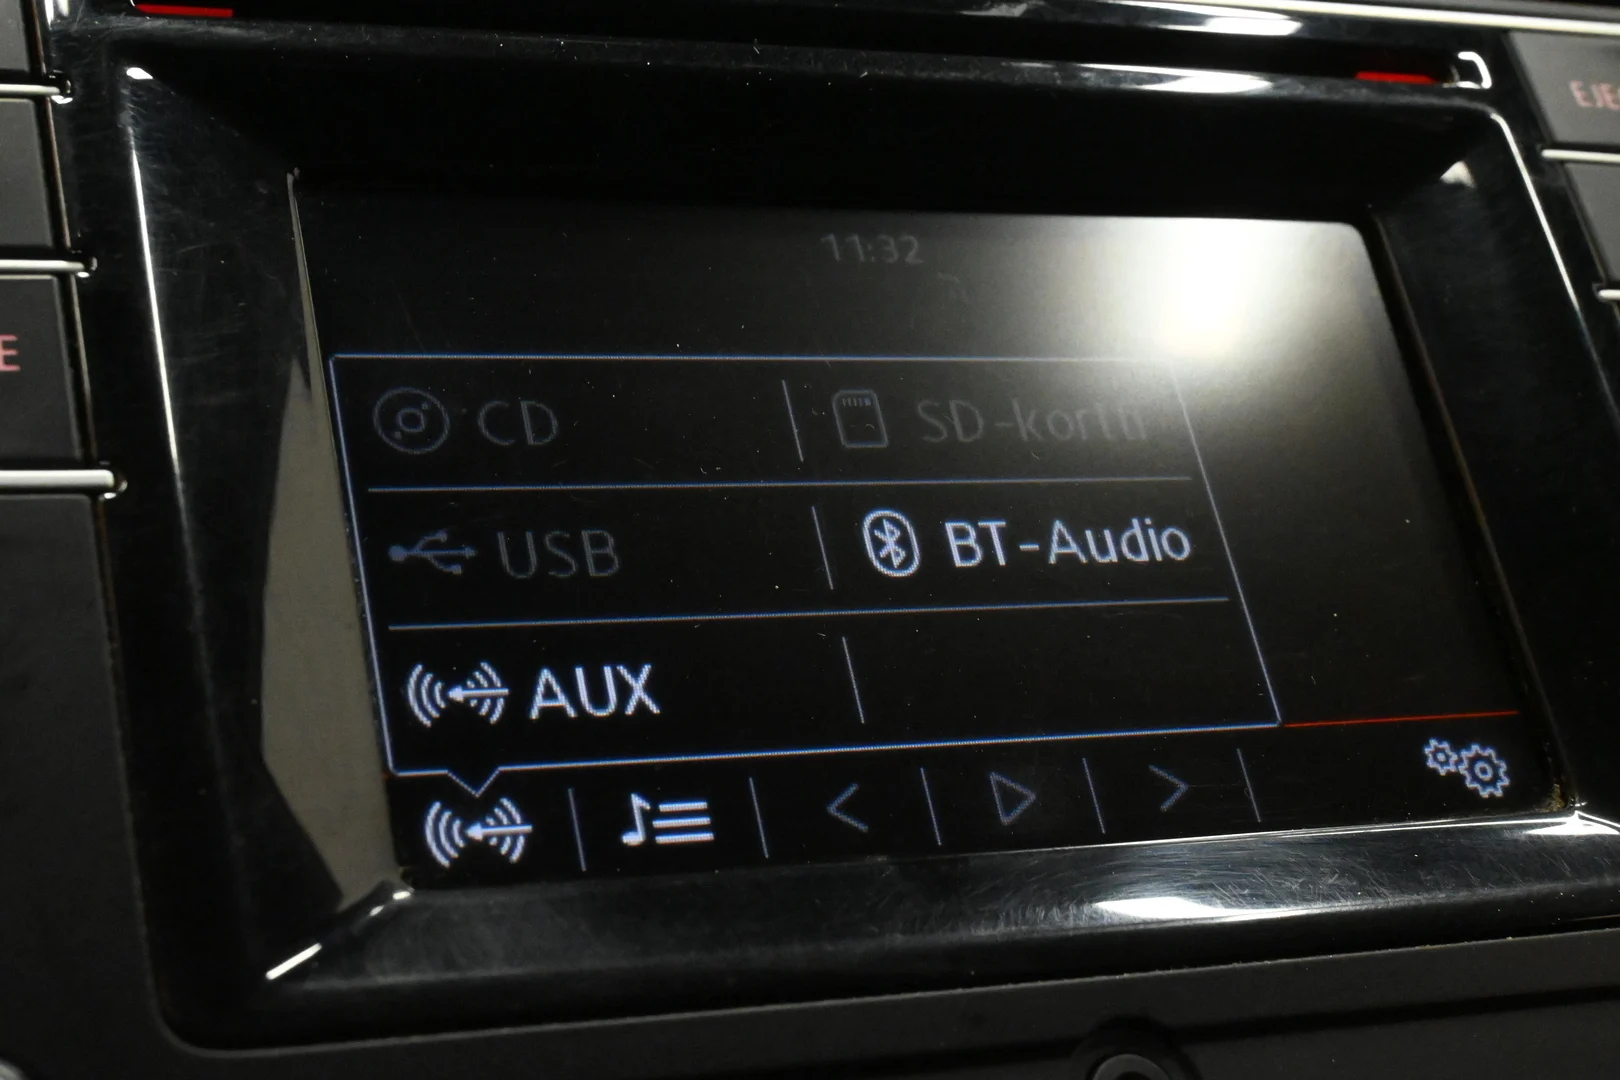 11:32
CD
SD-kortti
USB
BT-Audio
AUX